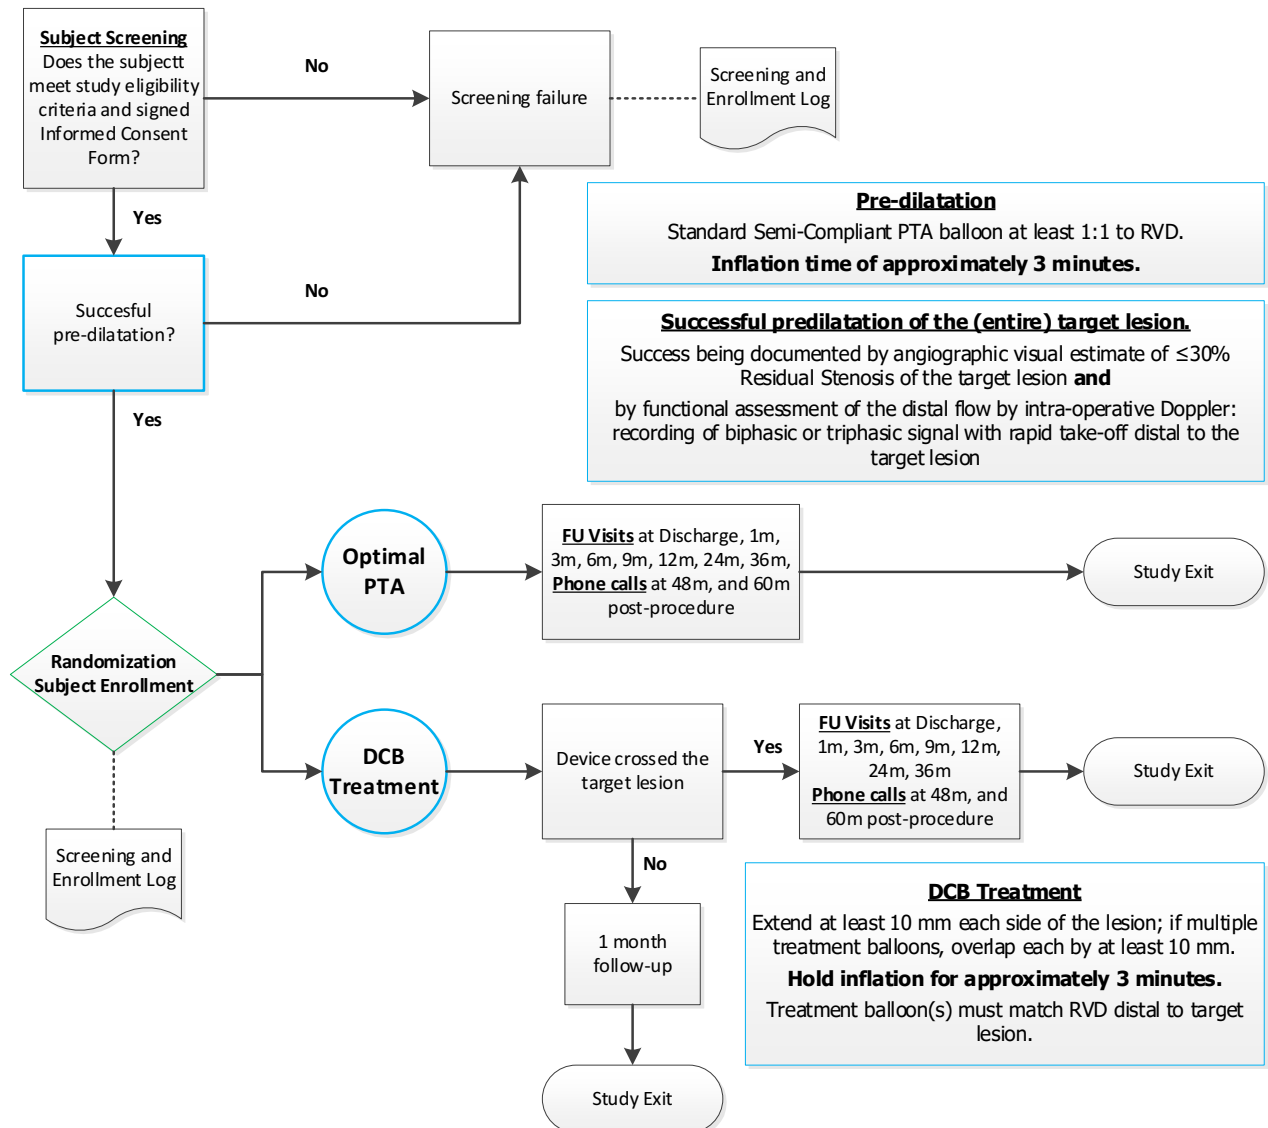 Subject Screening
Does the subjectt
meet study eligibility
criteria and signed
Informed Consent
Form?
No
Screening failure
Screening and
Enrollment Log
Yes
Pre-dilatation
Standard Semi-Compliant PTA balloon at least 1:1 to RVD.
Inflation time of approximately 3 minutes.
Succesful
pre-dilatation?
No
Successful predilatation of the (entire) target lesion.
Success being documented by angiographic visual estimate of ≤30%
Residual Stenosis of the target lesion and
by functional assessment of the distal flow by intra-operative Doppler:
recording of biphasic or triphasic signal with rapid take-off distal to the
target lesion
Yes
Optimal
PTA
FU Visits at Discharge, 1m,
3m, 6m, 9m, 12m, 24m, 36m,
Phone calls at 48m, and 60m
post-procedure
Study Exit
Randomization
Subject Enrollment
DCB
Treatment
Device crossed the
target lesion
Yes
FU Visits at Discharge,
1m, 3m, 6m, 9m, 12m,
24m, 36m
Phone calls at 48m, and
60m post-procedure
Study Exit
Screening and
Enrollment Log
No
1 month
follow-up
Study Exit
DCB Treatment
Extend at least 10 mm each side of the lesion; if multiple
treatment balloons, overlap each by at least 10 mm.
Hold inflation for approximately 3 minutes.
Treatment balloon(s) must match RVD distal to target
lesion.